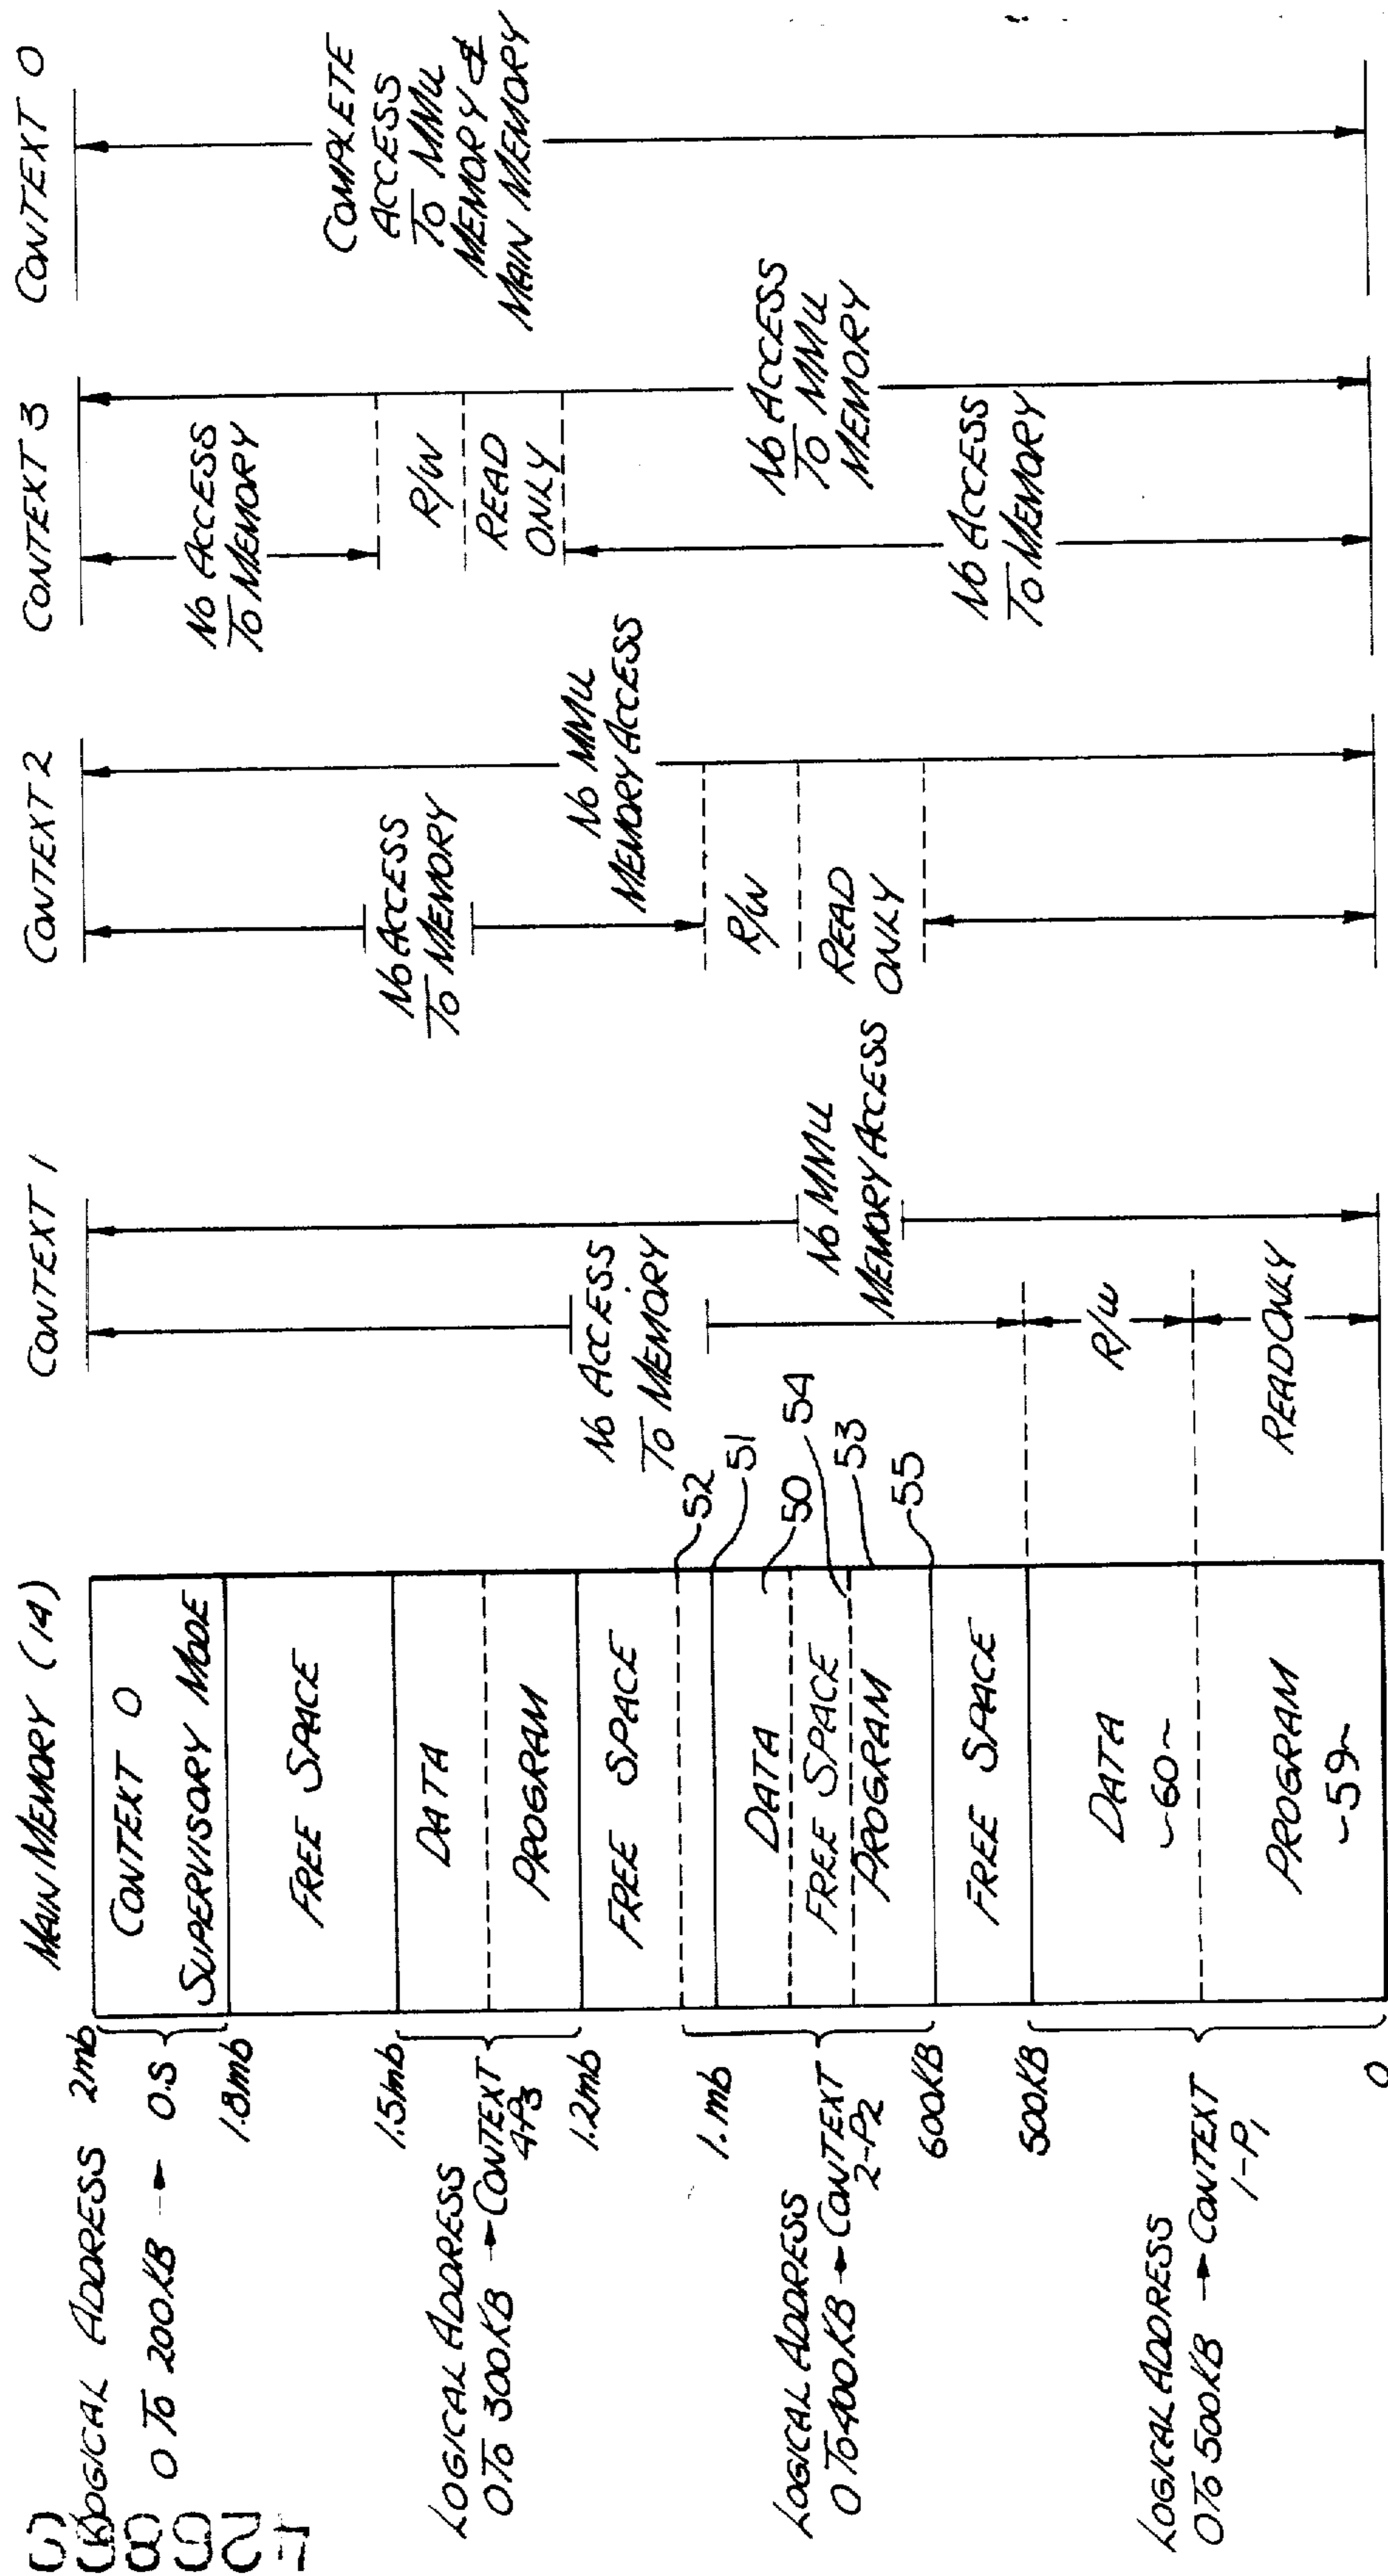 MAIN MEMORY (14)
CONTEXT 1
CONTEXT 2
CONTEXT 3
CONTEXT 0
LOGICAL ADDRESS
0 TO 200KB → O.S
2mb
1.8mb
1.5mb
1.2mb
1.mb
600KB
500KB
0
LOGICAL ADDRESS
0 TO 300KB → CONTEXT
4-P3
LOGICAL ADDRESS
0 TO 400KB → CONTEXT
2-P2
LOGICAL ADDRESS
0 TO 500KB → CONTEXT
1-P1
CONTEXT 0
SUPERVISORY MODE
FREE SPACE
DATA
PROGRAM
FREE SPACE
DATA
FREE SPACE
PROGRAM
FREE SPACE
DATA
60
PROGRAM
59
52
51
50
54
53
55
NO ACCESS
TO MEMORY
NO MMU
MEMORY ACCESS
R/W
READ ONLY
NO ACCESS
TO MEMORY
NO MMU
MEMORY ACCESS
R/W
READ
ONLY
NO ACCESS
TO MEMORY
R/W
READ
ONLY
NO ACCESS
TO MMU
MEMORY
NO ACCESS
TO MEMORY
COMPLETE
ACCESS
TO MMU
MEMORY &
MAIN MEMORY